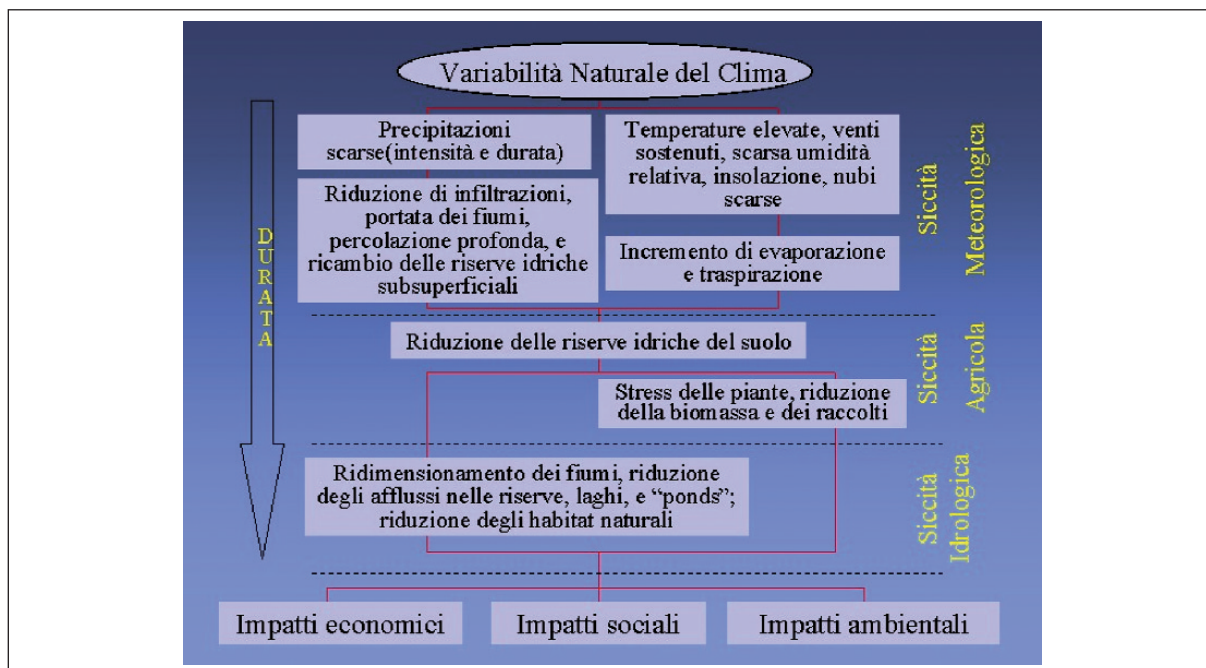 Variabilità Naturale del Clima
Precipitazioni
scarse(intensità e durata)
Temperature elevate, venti
sostenuti, scarsa umidità
relativa, insolazione, nubi
scarse
Riduzione di infiltrazioni,
portata dei fiumi,
percolazione profonda, e
ricambio delle riserve idriche
subsuperficiali
Incremento di evaporazione
e traspirazione
Siccità
Meteorologica
DURATA
Riduzione delle riserve idriche del suolo
Stress delle piante, riduzione
della biomassa e dei raccolti
Siccità
Agricola
Ridimensionamento dei fiumi, riduzione
degli afflussi nelle riserve, laghi, e “ponds”;
riduzione degli habitat naturali
Siccità
Idrologica
Impatti economici
Impatti sociali
Impatti ambientali